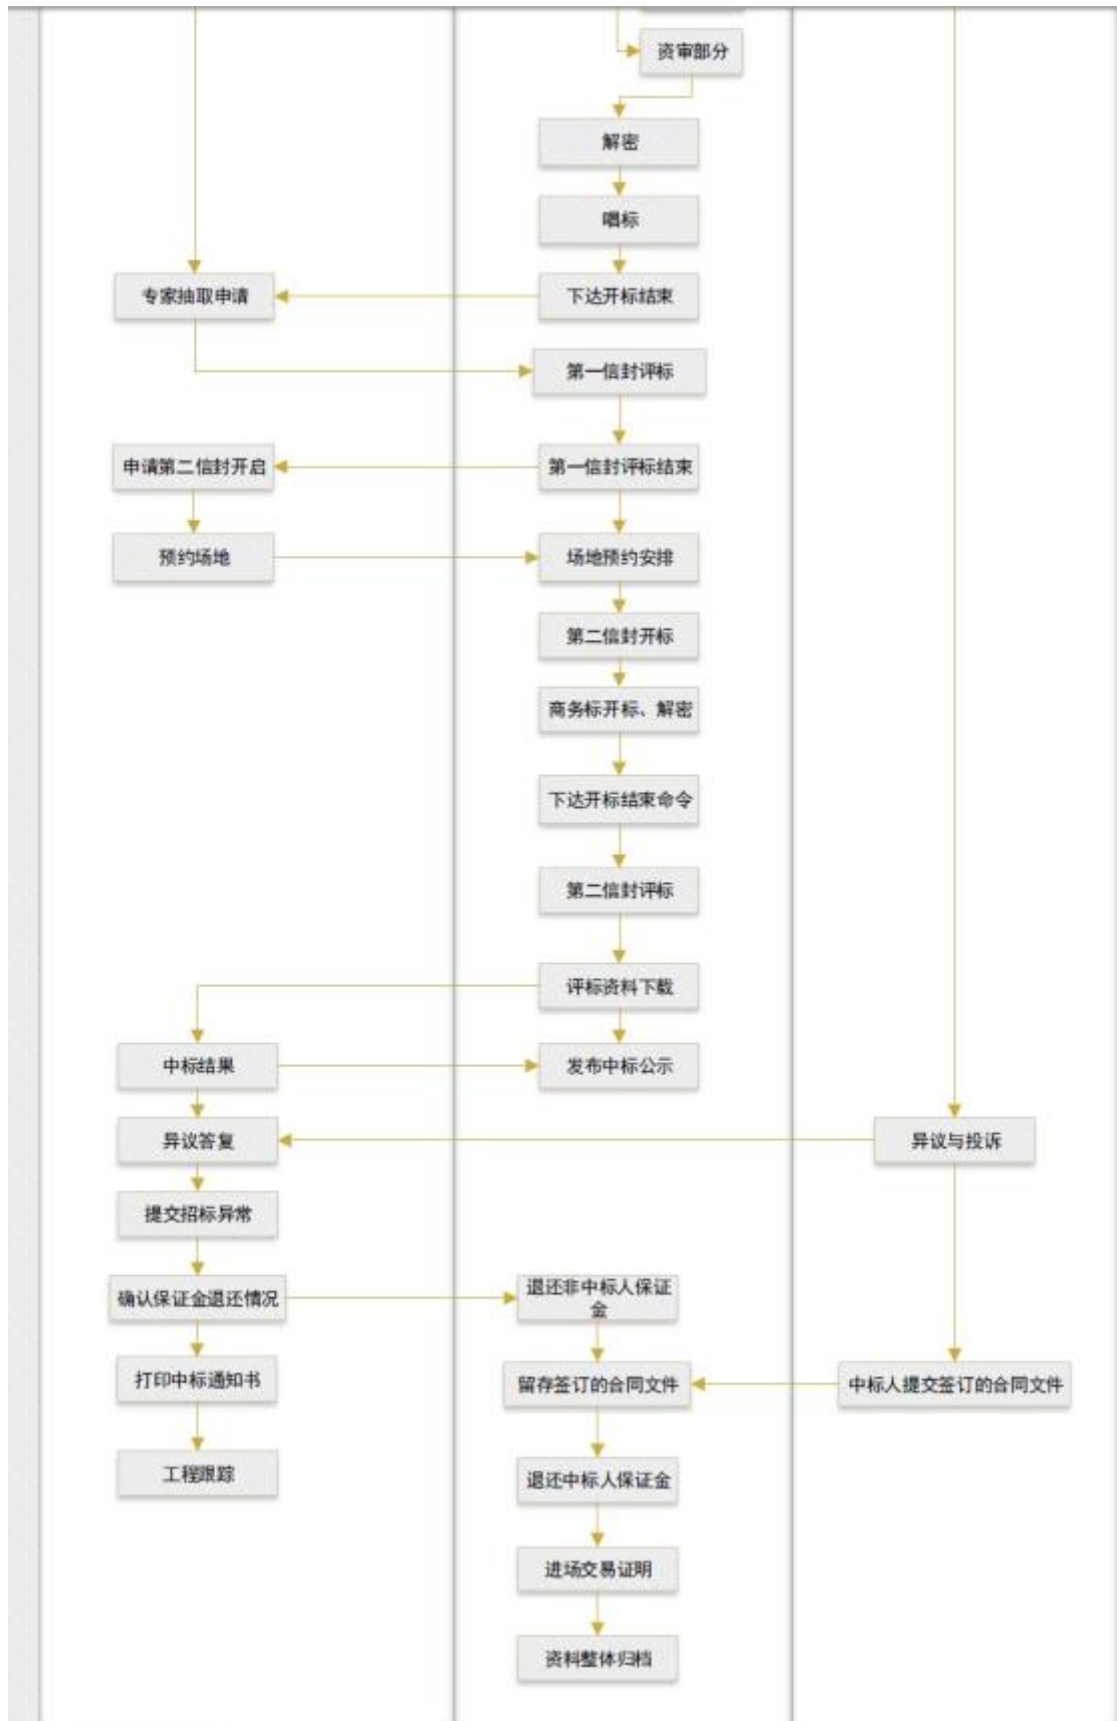 资审部分
解密
唱标
专家抽取申请
下达开标结束
第一信封评标
申请第二信封开启
第一信封评标结束
预约场地
场地预约安排
第二信封开标
商务标开标、解密
下达开标结束命令
第二信封评标
评标资料下载
中标结果
发布中标公示
异议答复
异议与投诉
提交招标异常
确认保证金退还情况
退还非中标人保证
金
打印中标通知书
留存签订的合同文件
中标人提交签订的合同文件
工程跟踪
退还中标人保证金
进场交易证明
资料整体归档